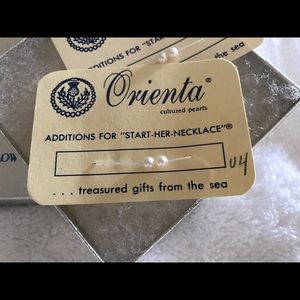 ADDITIONS FOR "START-
the sea
Orienta®
cultured pearls
ADDITIONS FOR "START-HER-NECKLACE"®
U4
... treasured gifts from the sea
LOW